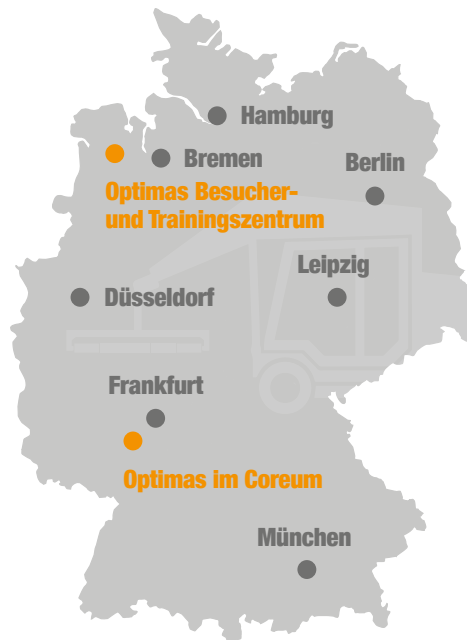 Hamburg
Bremen
Berlin
Optimas Besucher-
und Trainingszentrum
Leipzig
Düsseldorf
Frankfurt
Optimas im Coreum
München